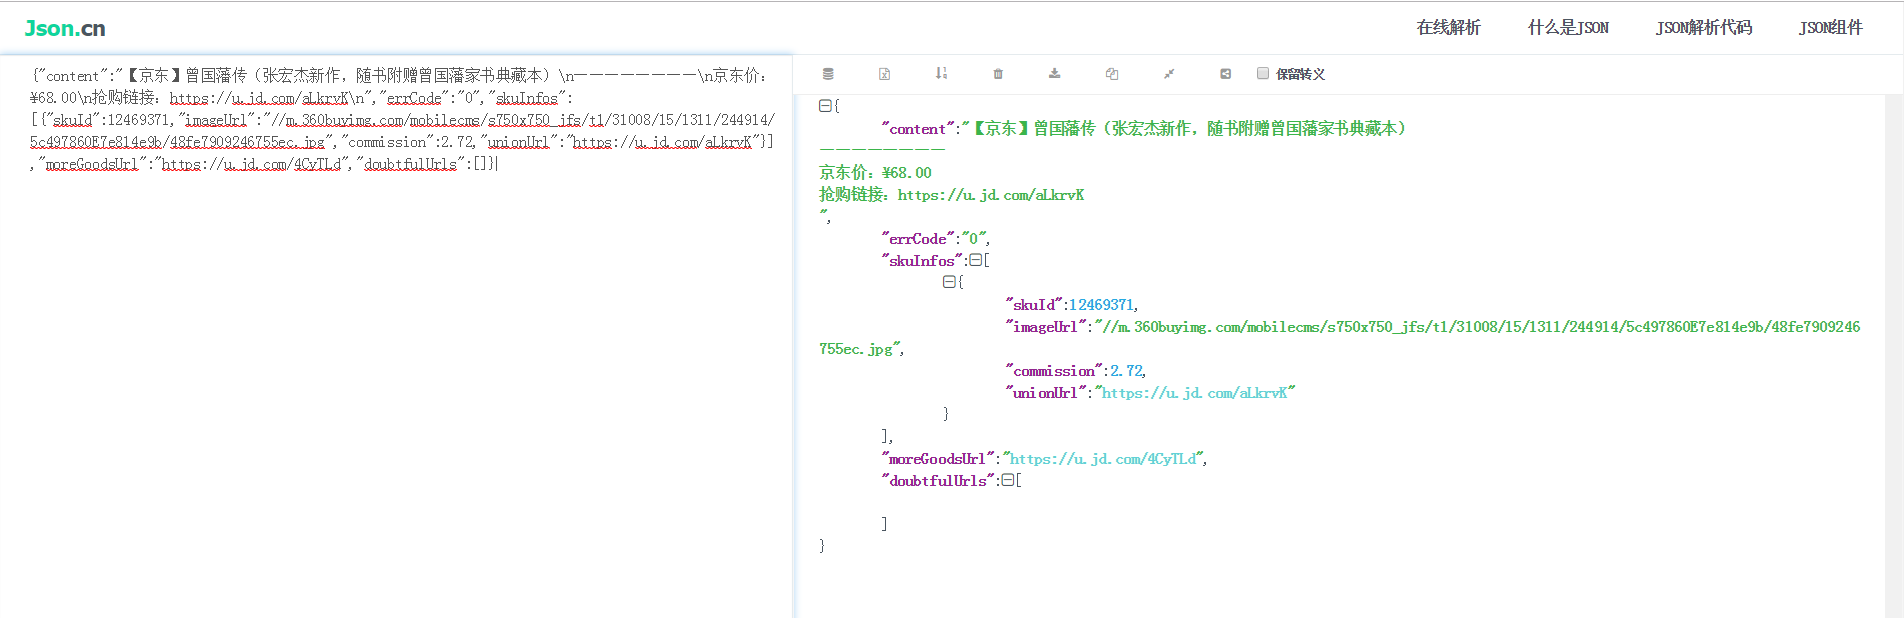 Json.cn
在线解析
什么是JSON
JSON解析代码
JSON组件
{"content":"【京东】曾国藩传（张宏杰新作，随书附赠曾国藩家书典藏本）\n————————\n京东价：
¥68.00\n抢购链接：https://u.jd.com/aLkrvK\n","errCode":"0","skuInfos":
[{"skuId":12469371,"imageUrl":"//m.360buyimg.com/mobilecms/s750x750_jfs/t1/31008/15/1311/244914/
5c497860E7e814e9b/48fe7909246755ec.jpg","commission":2.72,"unionUrl":"https://u.jd.com/aLkrvK"}]
,"moreGoodsUrl":"https://u.jd.com/4CyTLd","doubtfulUrls":[]}
保留转义
{
"content":"【京东】曾国藩传（张宏杰新作，随书附赠曾国藩家书典藏本）
————————
京东价：¥68.00
抢购链接：https://u.jd.com/aLkrvK
",
"errCode":"0",
"skuInfos":[
{
"skuId":12469371,
"imageUrl":"//m.360buyimg.com/mobilecms/s750x750_jfs/t1/31008/15/1311/244914/5c497860E7e814e9b/48fe7909246
755ec.jpg",
"commission":2.72,
"unionUrl":"https://u.jd.com/aLkrvK"
}
],
"moreGoodsUrl":"https://u.jd.com/4CyTLd",
"doubtfulUrls":[
]
}